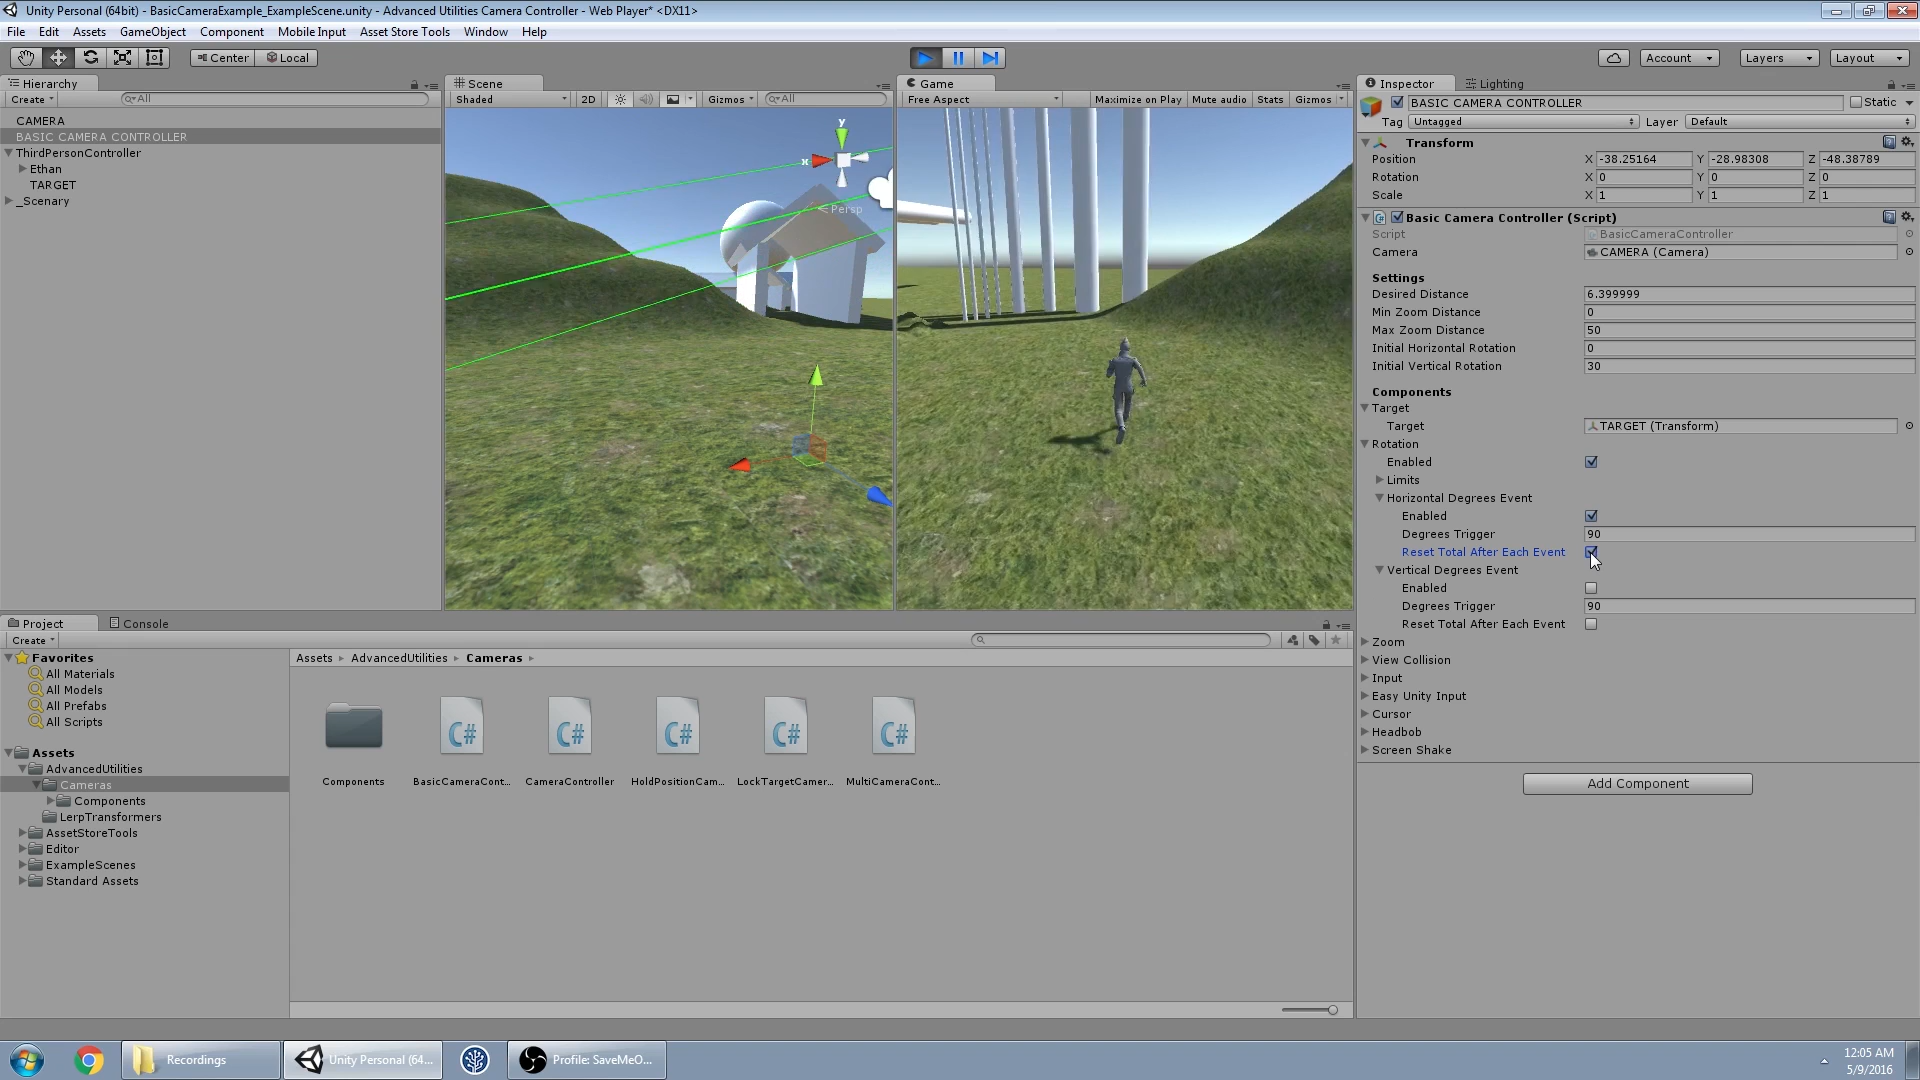 Unity Personal (64bit) - BasicCameraExample_ExampleScene.unity - Advanced Utilities Camera Controller - Web Player* <DX11>
File Edit Assets GameObject Component Mobile Input Asset Store Tools Window Help
Center Local Account Layers Layout
Hierarchy
Create All
CAMERA
BASIC CAMERA CONTROLLER
ThirdPersonController
Ethan
TARGET
_Scenary
Scene
Shaded 2D Gizmos All
y
x
Persp
Game
Free Aspect Maximize on Play Mute audio Stats Gizmos
Inspector Lighting
BASIC CAMERA CONTROLLER Static
Tag Untagged Layer Default
Transform
Position X -38.25164 Y -28.98308 Z -48.38789
Rotation X 0 Y 0 Z 0
Scale X 1 Y 1 Z 1
Basic Camera Controller (Script)
Script BasicCameraController
Camera CAMERA (Camera)
Settings
Desired Distance 6.399999
Min Zoom Distance 0
Max Zoom Distance 50
Initial Horizontal Rotation 0
Initial Vertical Rotation 30
Components
Target
Target TARGET (Transform)
Rotation
Enabled
Limits
Horizontal Degrees Event
Enabled
Degrees Trigger 90
Reset Total After Each Event
Vertical Degrees Event
Enabled
Degrees Trigger 90
Reset Total After Each Event
Zoom
View Collision
Input
Easy Unity Input
Cursor
Headbob
Screen Shake
Add Component
Project Console
Create
Favorites
All Materials
All Models
All Prefabs
All Scripts
Assets
AdvancedUtilities
Cameras
Components
LerpTransformers
AssetStoreTools
Editor
ExampleScenes
Standard Assets
Assets AdvancedUtilities Cameras
C# C# C# C# C#
Components BasicCameraCont... CameraController HoldPositionCam... LockTargetCamer... MultiCameraCont...
Recordings Unity Personal (64... Profile: SaveMeO...
12:05 AM
5/9/2016